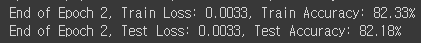 End of Epoch 2, Train Loss: 0.0033, Train Accuracy: 82.33%
End of Epoch 2, Test Loss: 0.0033, Test Accuracy: 82.18%